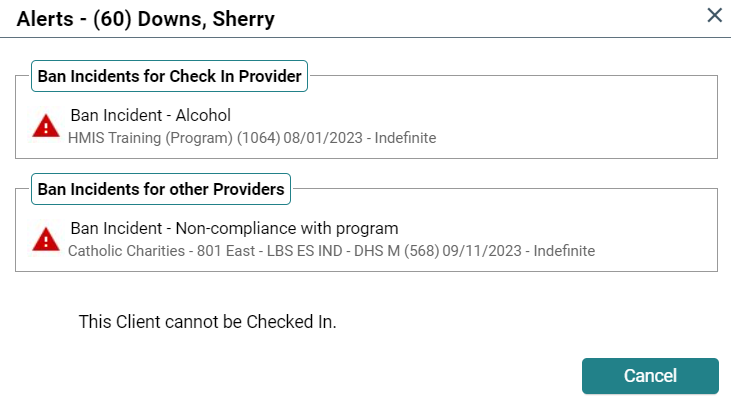 Alerts - (60) Downs, Sherry
Ban Incidents for Check In Provider
Ban Incident - Alcohol
HMIS Training (Program) (1064) 08/01/2023 - Indefinite
Ban Incidents for other Providers
Ban Incident - Non-compliance with program
Catholic Charities - 801 East - LBS ES IND - DHS M (568) 09/11/2023 - Indefinite
This Client cannot be Checked In.
Cancel